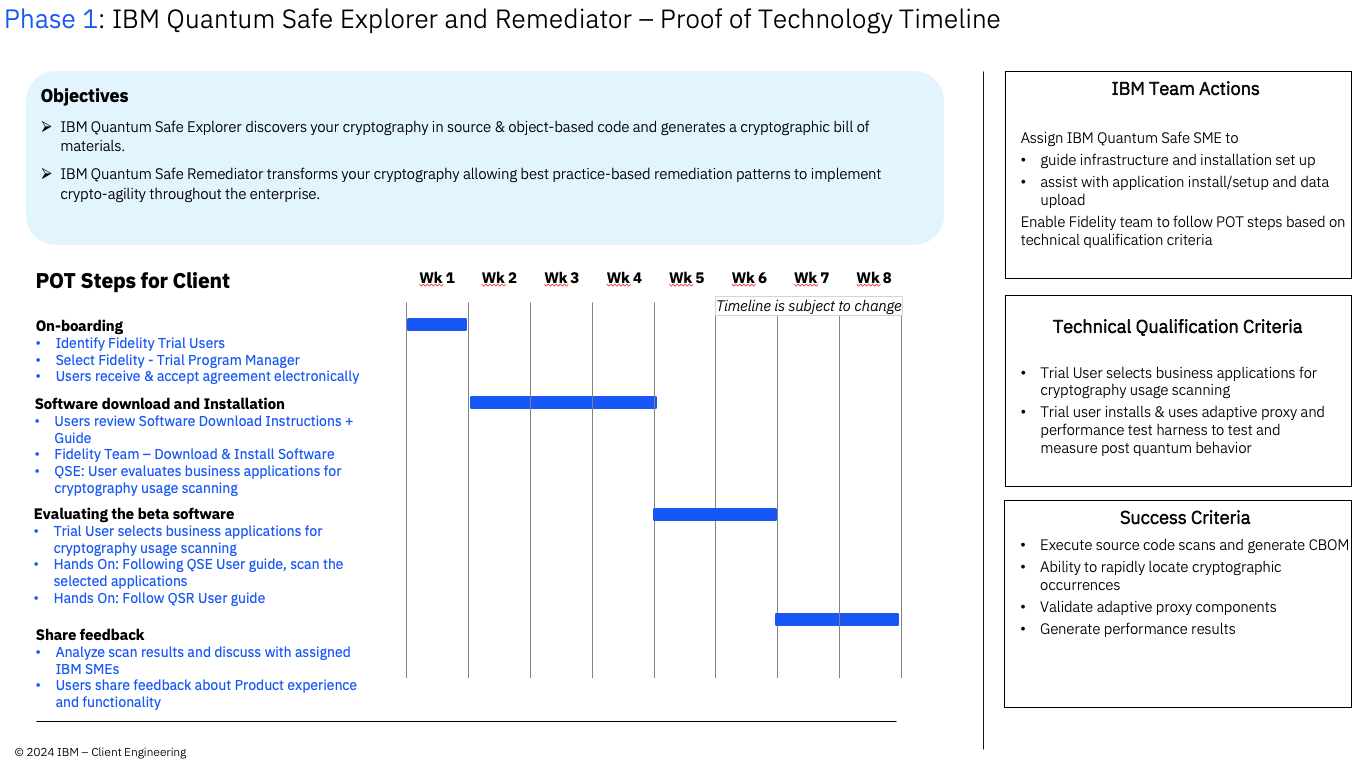 Phase 1: IBM Quantum Safe Explorer and Remediator – Proof of Technology Timeline
Objectives
➢ IBM Quantum Safe Explorer discovers your cryptography in source & object-based code and generates a cryptographic bill of
materials.
➢ IBM Quantum Safe Remediator transforms your cryptography allowing best practice-based remediation patterns to implement
crypto-agility throughout the enterprise.
POT Steps for Client
Wk 1 Wk 2 Wk 3 Wk 4 Wk 5 Wk 6 Wk 7 Wk 8
Timeline is subject to change
On-boarding
• Identify Fidelity Trial Users
• Select Fidelity - Trial Program Manager
• Users receive & accept agreement electronically
Software download and Installation
• Users review Software Download Instructions +
Guide
• Fidelity Team – Download & Install Software
• QSE: User evaluates business applications for
cryptography usage scanning
Evaluating the beta software
• Trial User selects business applications for
cryptography usage scanning
• Hands On: Following QSE User guide, scan the
selected applications
• Hands On: Follow QSR User guide
Share feedback
• Analyze scan results and discuss with assigned
IBM SMEs
• Users share feedback about Product experience
and functionality
IBM Team Actions
Assign IBM Quantum Safe SME to
• guide infrastructure and installation set up
• assist with application install/setup and data
upload
Enable Fidelity team to follow POT steps based on
technical qualification criteria
Technical Qualification Criteria
• Trial User selects business applications for
cryptography usage scanning
• Trial user installs & uses adaptive proxy and
performance test harness to test and
measure post quantum behavior
Success Criteria
• Execute source code scans and generate CBOM
• Ability to rapidly locate cryptographic
occurrences
• Validate adaptive proxy components
• Generate performance results
© 2024 IBM – Client Engineering